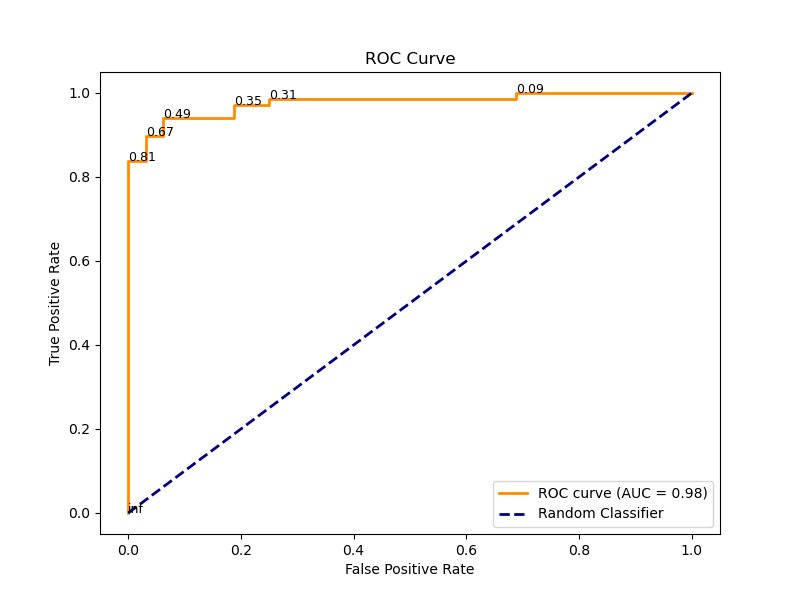 ROC Curve
1.0
0.8
0.6
0.4
0.2
0.0
True Positive Rate
0.81
0.67
0.49
0.35
0.31
0.09
inf
ROC curve (AUC = 0.98)
Random Classifier
0.0 0.2 0.4 0.6 0.8 1.0
False Positive Rate